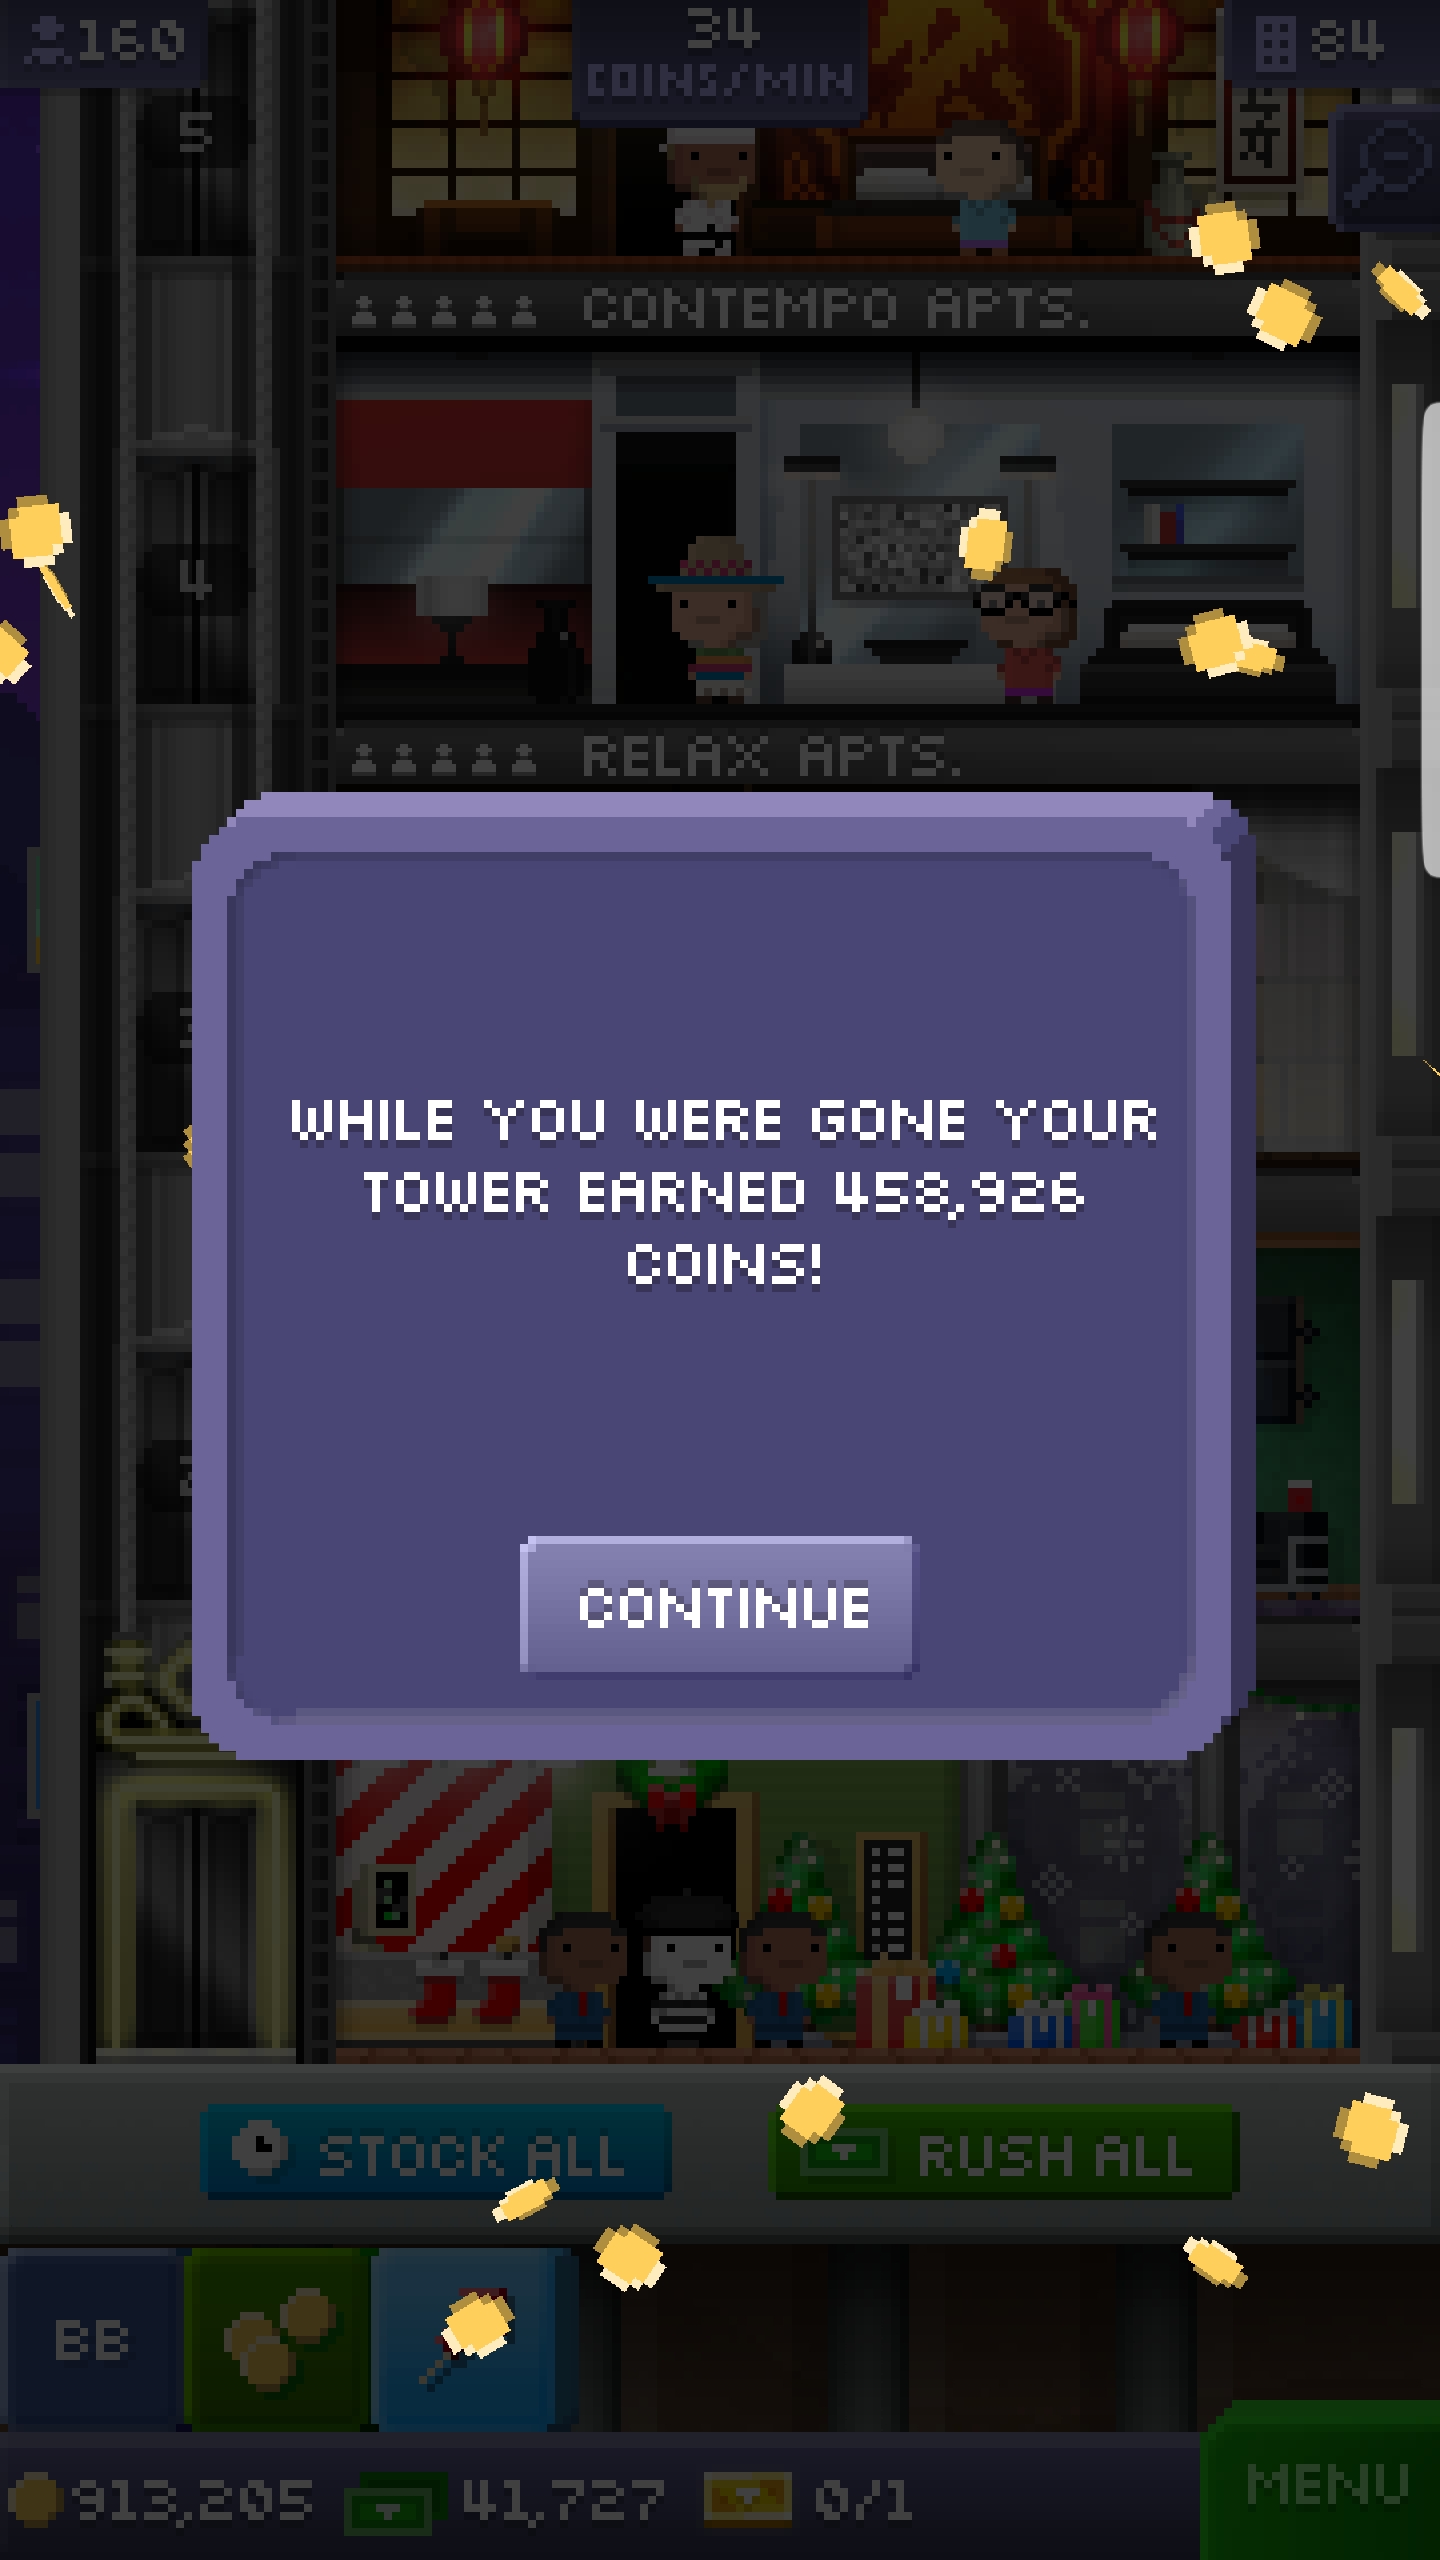 160
34
COINS/MIN
84
5
CONTEMPO APTS.
4
RELAX APTS.
WHILE YOU WERE GONE YOUR
TOWER EARNED 458,926
COINS!
CONTINUE
STOCK ALL
RUSH ALL
BB
913,205
41,727
0/1
MENU